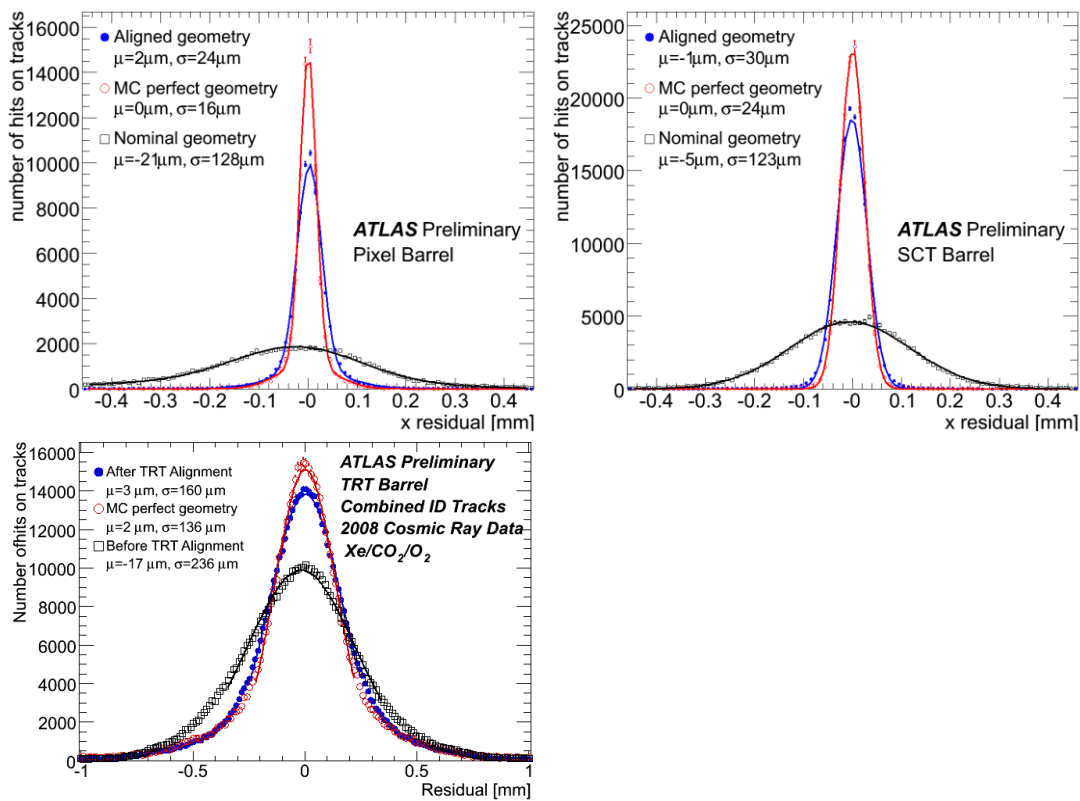 number of hits on tracks
16000
14000
12000
10000
8000
6000
4000
2000
0
Aligned geometry
μ=2μm, σ=24μm
MC perfect geometry
μ=0μm, σ=16μm
Nominal geometry
μ=-21μm, σ=128μm
ATLAS Preliminary
Pixel Barrel
-0.4 -0.3 -0.2 -0.1 -0 0.1 0.2 0.3 0.4
x residual [mm]
number of hits on tracks
25000
20000
15000
10000
5000
0
Aligned geometry
μ=-1μm, σ=30μm
MC perfect geometry
μ=0μm, σ=24μm
Nominal geometry
μ=-5μm, σ=123μm
ATLAS Preliminary
SCT Barrel
-0.4 -0.3 -0.2 -0.1 -0 0.1 0.2 0.3 0.4
x residual [mm]
Number ofhits on tracks
16000
14000
12000
10000
8000
6000
4000
2000
0
After TRT Alignment
μ=3 μm, σ=160 μm
MC perfect geometry
μ=2 μm, σ=136 μm
Before TRT Alignment
μ=-17 μm, σ=236 μm
ATLAS Preliminary
TRT Barrel
Combined ID Tracks
2008 Cosmic Ray Data
Xe/CO₂/O₂
-1 -0.5 0 0.5 1
Residual [mm]